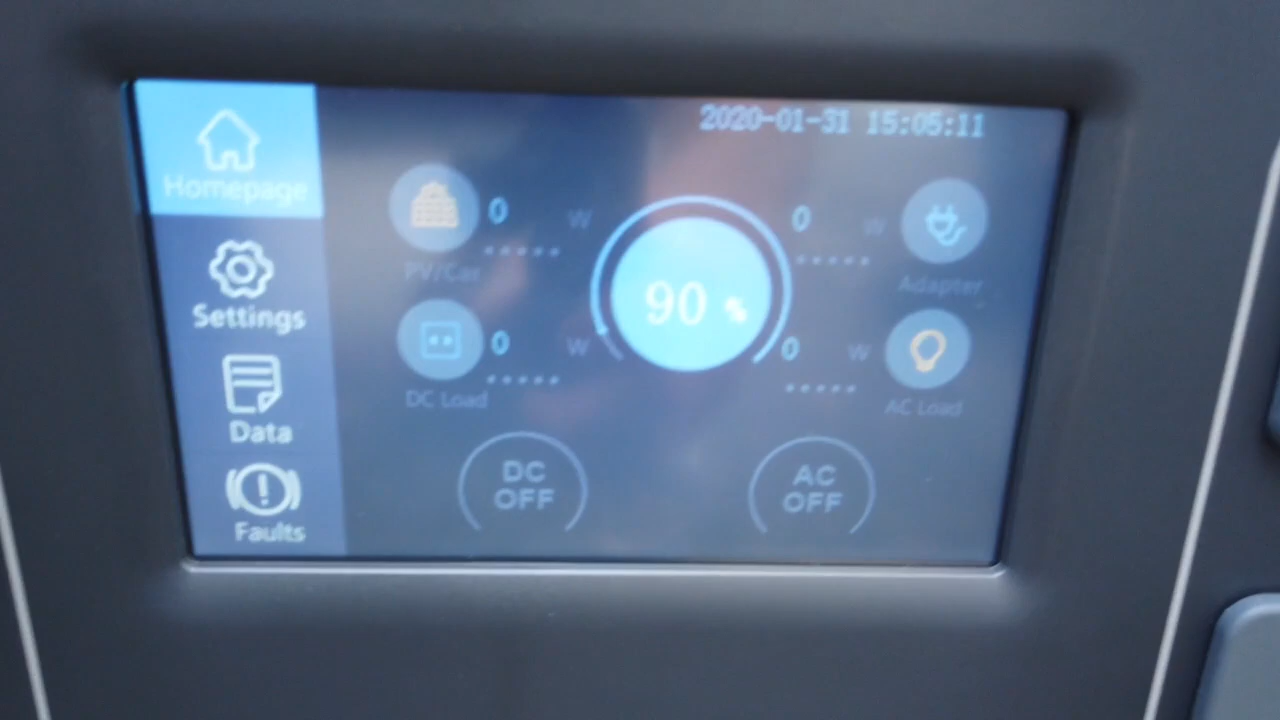 2020-01-31 15:05:11
Homepage
Settings
Data
Faults
0 W
PV/Car
0 W
DC Load
90 %
0 W
Adapter
0 W
AC Load
DC
OFF
AC
OFF